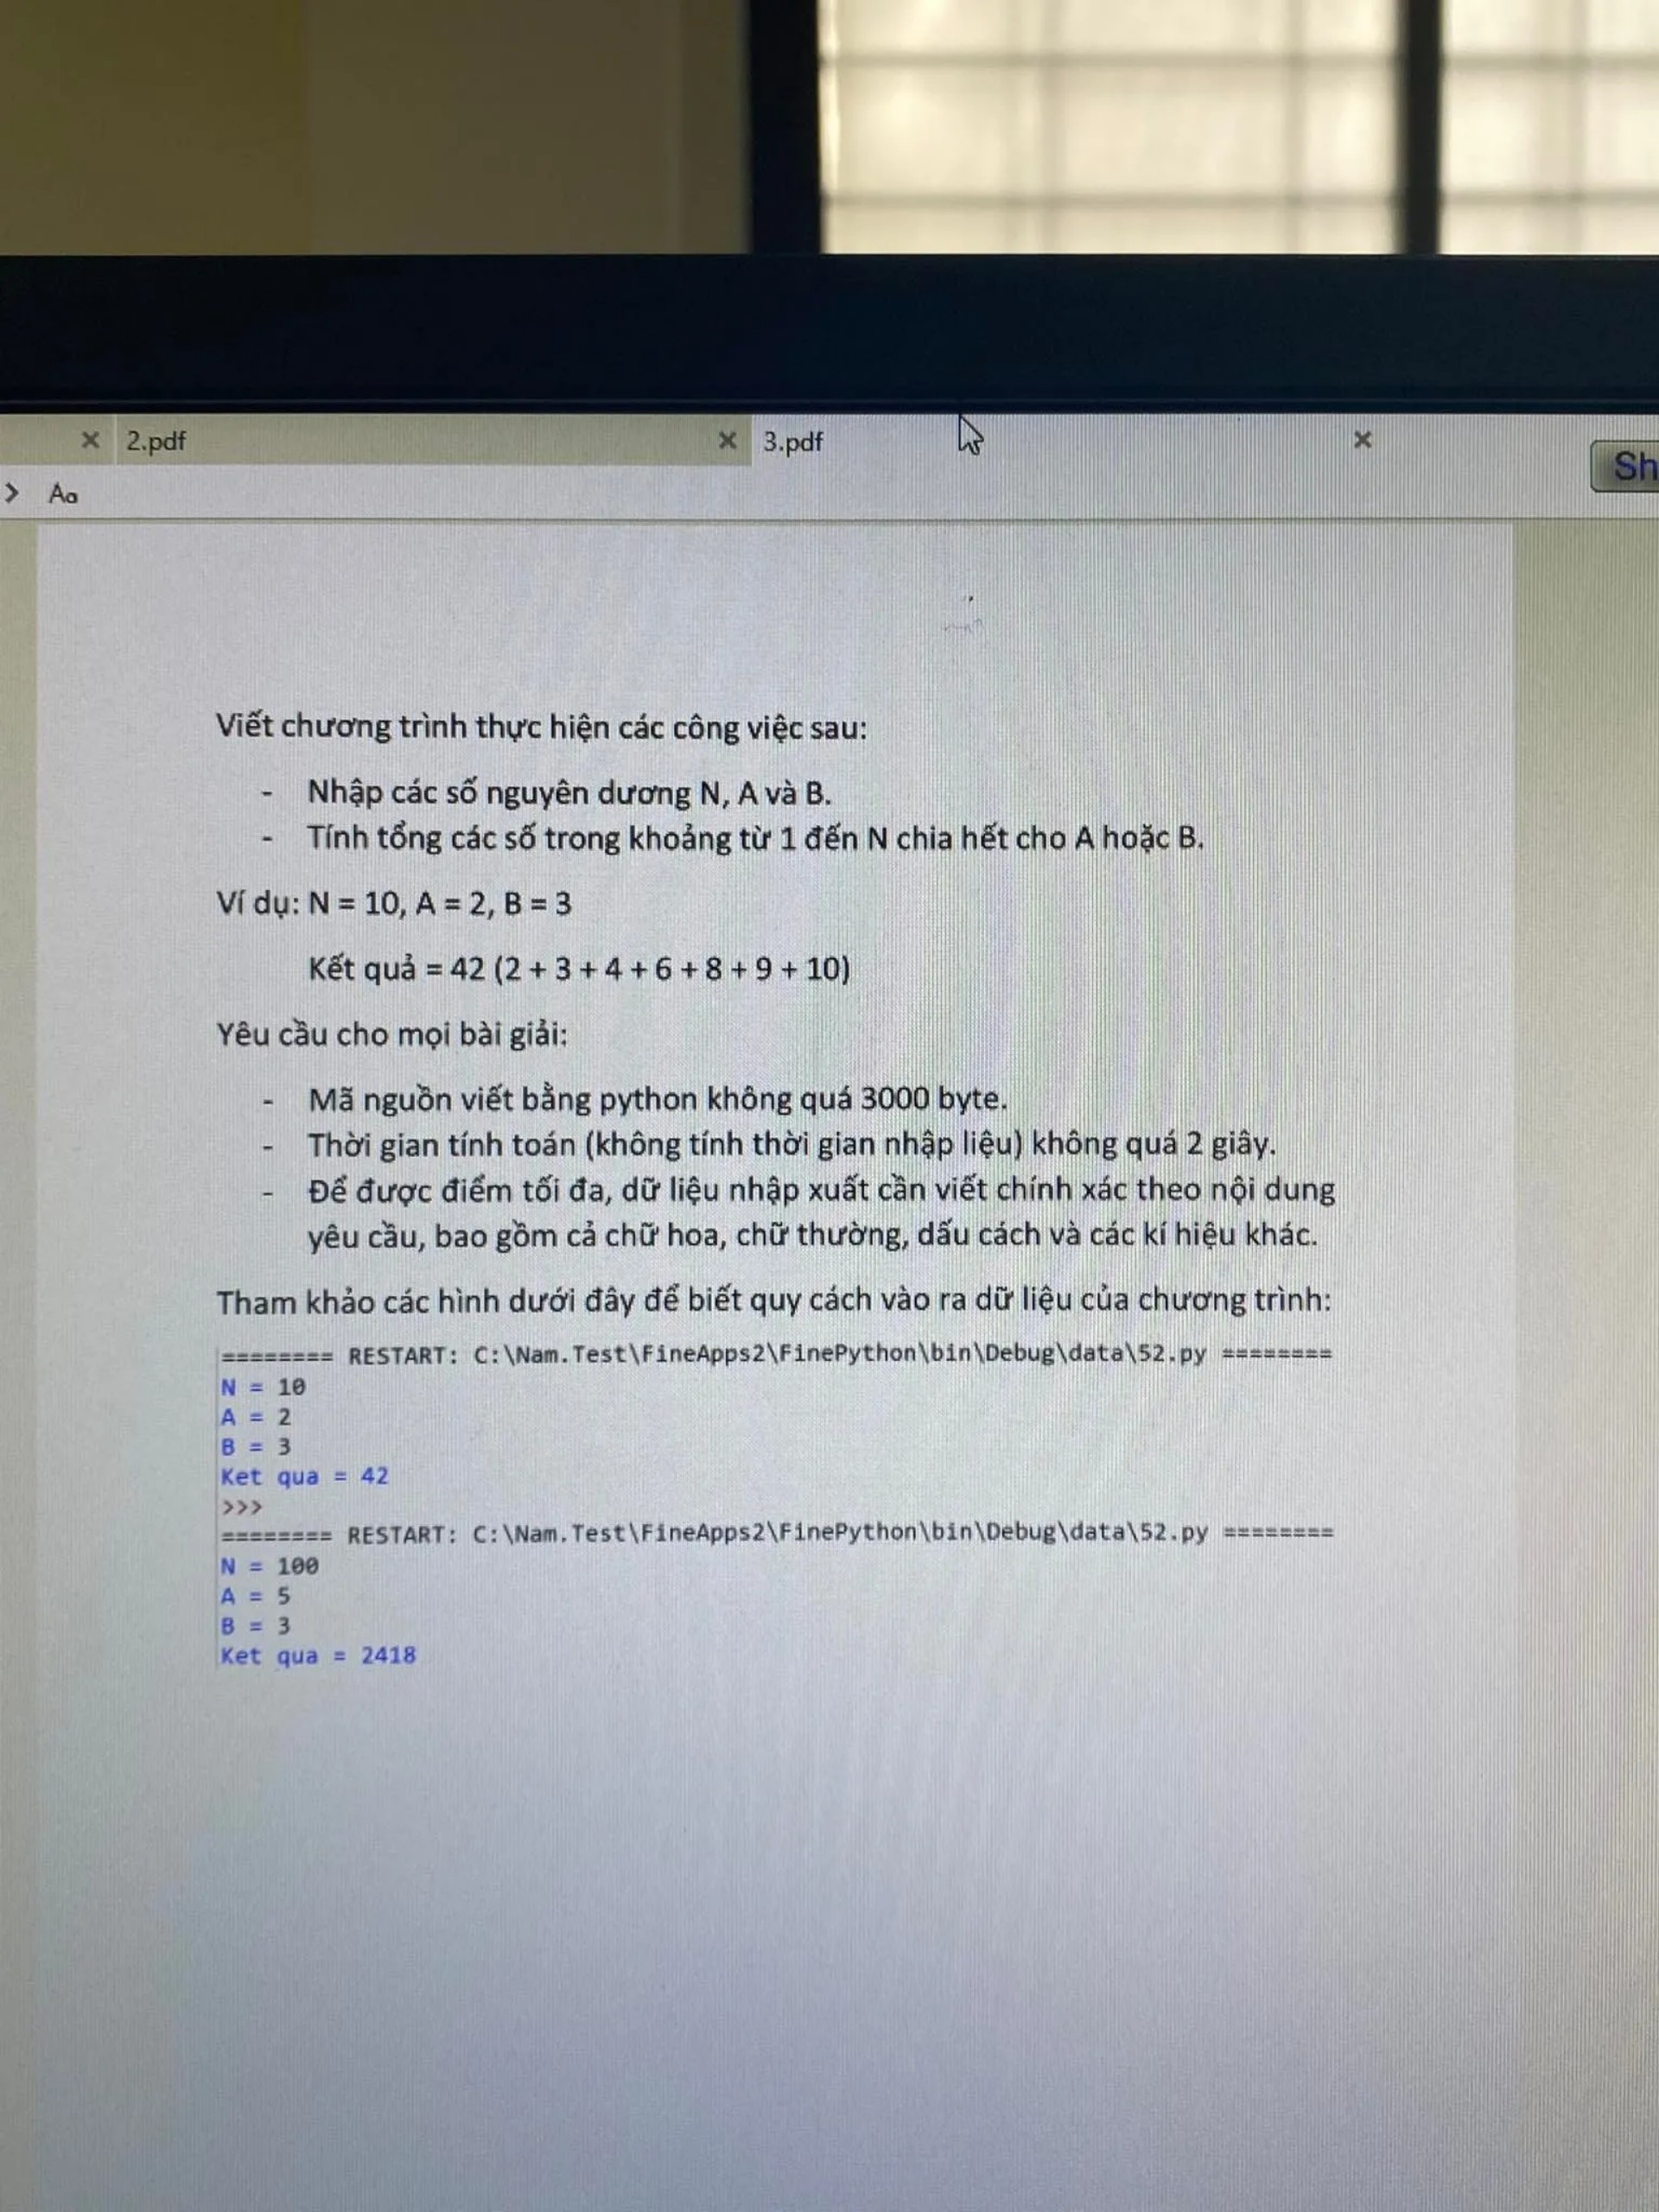 2.pdf
3.pdf
Sh
Aa
Viết chương trình thực hiện các công việc sau:
- Nhập các số nguyên dương N, A và B.
- Tính tổng các số trong khoảng từ 1 đến N chia hết cho A hoặc B.
Ví dụ: N = 10, A = 2, B = 3
Kết quả = 42 (2 + 3 + 4 + 6 + 8 + 9 + 10)
Yêu cầu cho mọi bài giải:
- Mã nguồn viết bằng python không quá 3000 byte.
- Thời gian tính toán (không tính thời gian nhập liệu) không quá 2 giây.
- Để được điểm tối đa, dữ liệu nhập xuất cần viết chính xác theo nội dung
yêu cầu, bao gồm cả chữ hoa, chữ thường, dấu cách và các kí hiệu khác.
Tham khảo các hình dưới đây để biết quy cách vào ra dữ liệu của chương trình:
======== RESTART: C:\Nam.Test\FineApps2\FinePython\bin\Debug\data\52.py ========
N = 10
A = 2
B = 3
Ket qua = 42
>>>
======== RESTART: C:\Nam.Test\FineApps2\FinePython\bin\Debug\data\52.py ========
N = 100
A = 5
B = 3
Ket qua = 2418